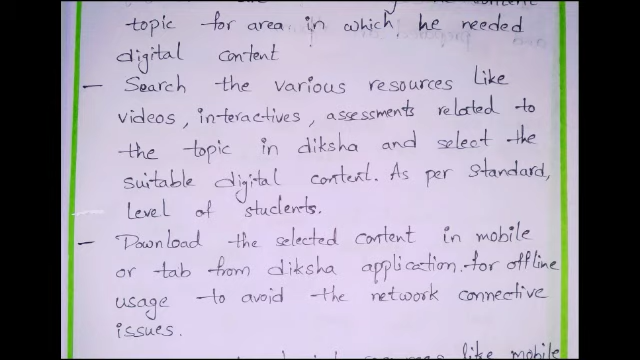 content
topic for area in which he needed
digital content
- Search the various resources like
videos, interactives, assessments related to
the topic in diksha and select the
suitable digital content. As per standard,
level of students.
- Download the selected content in mobile
or tab from diksha application. for offline
usage to avoid the network connective
issues.
like mobile